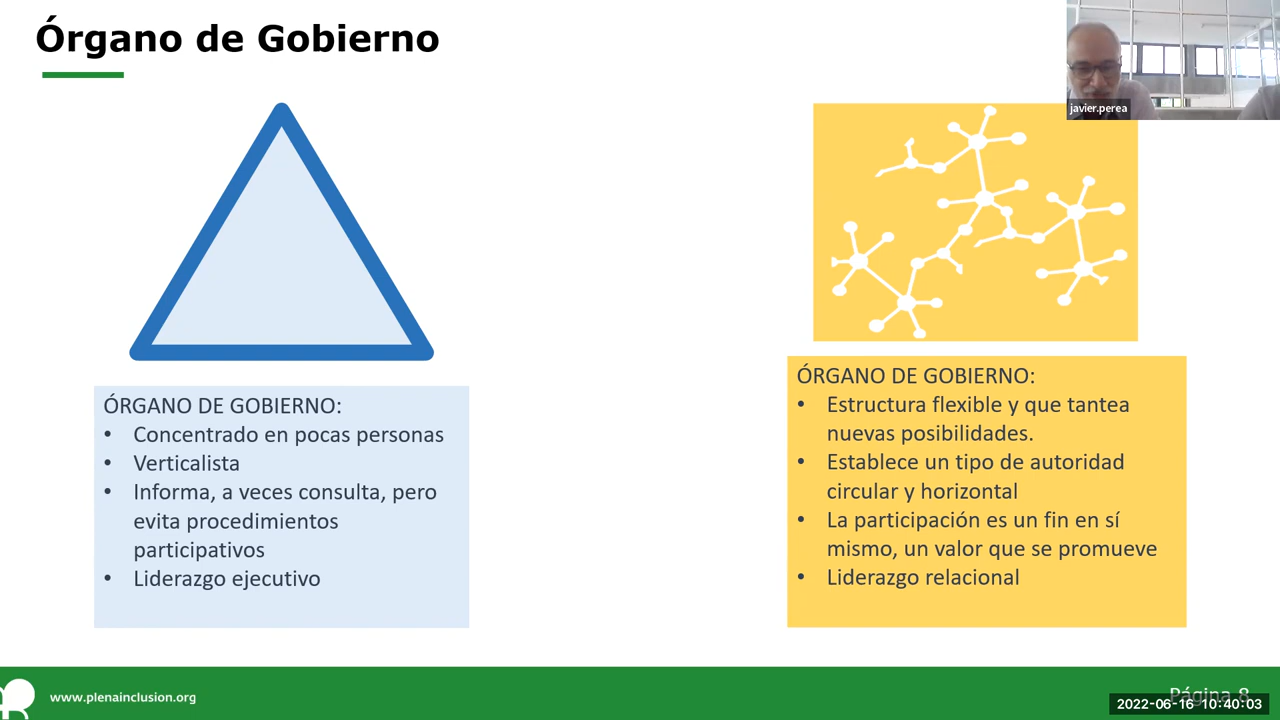 Órgano de Gobierno
javier.perea
ÓRGANO DE GOBIERNO:
• Concentrado en pocas personas
• Verticalista
• Informa, a veces consulta, pero
evita procedimientos
participativos
• Liderazgo ejecutivo
ÓRGANO DE GOBIERNO:
• Estructura flexible y que tantea
nuevas posibilidades.
• Establece un tipo de autoridad
circular y horizontal
• La participación es un fin en sí
mismo, un valor que se promueve
• Liderazgo relacional
www.plenainclusion.org
Página 8
2022-06-16 10:40:03